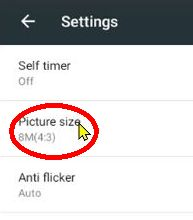 Settings
Self timer
Off
Picture size
8M(4:3)
Anti flicker
Auto